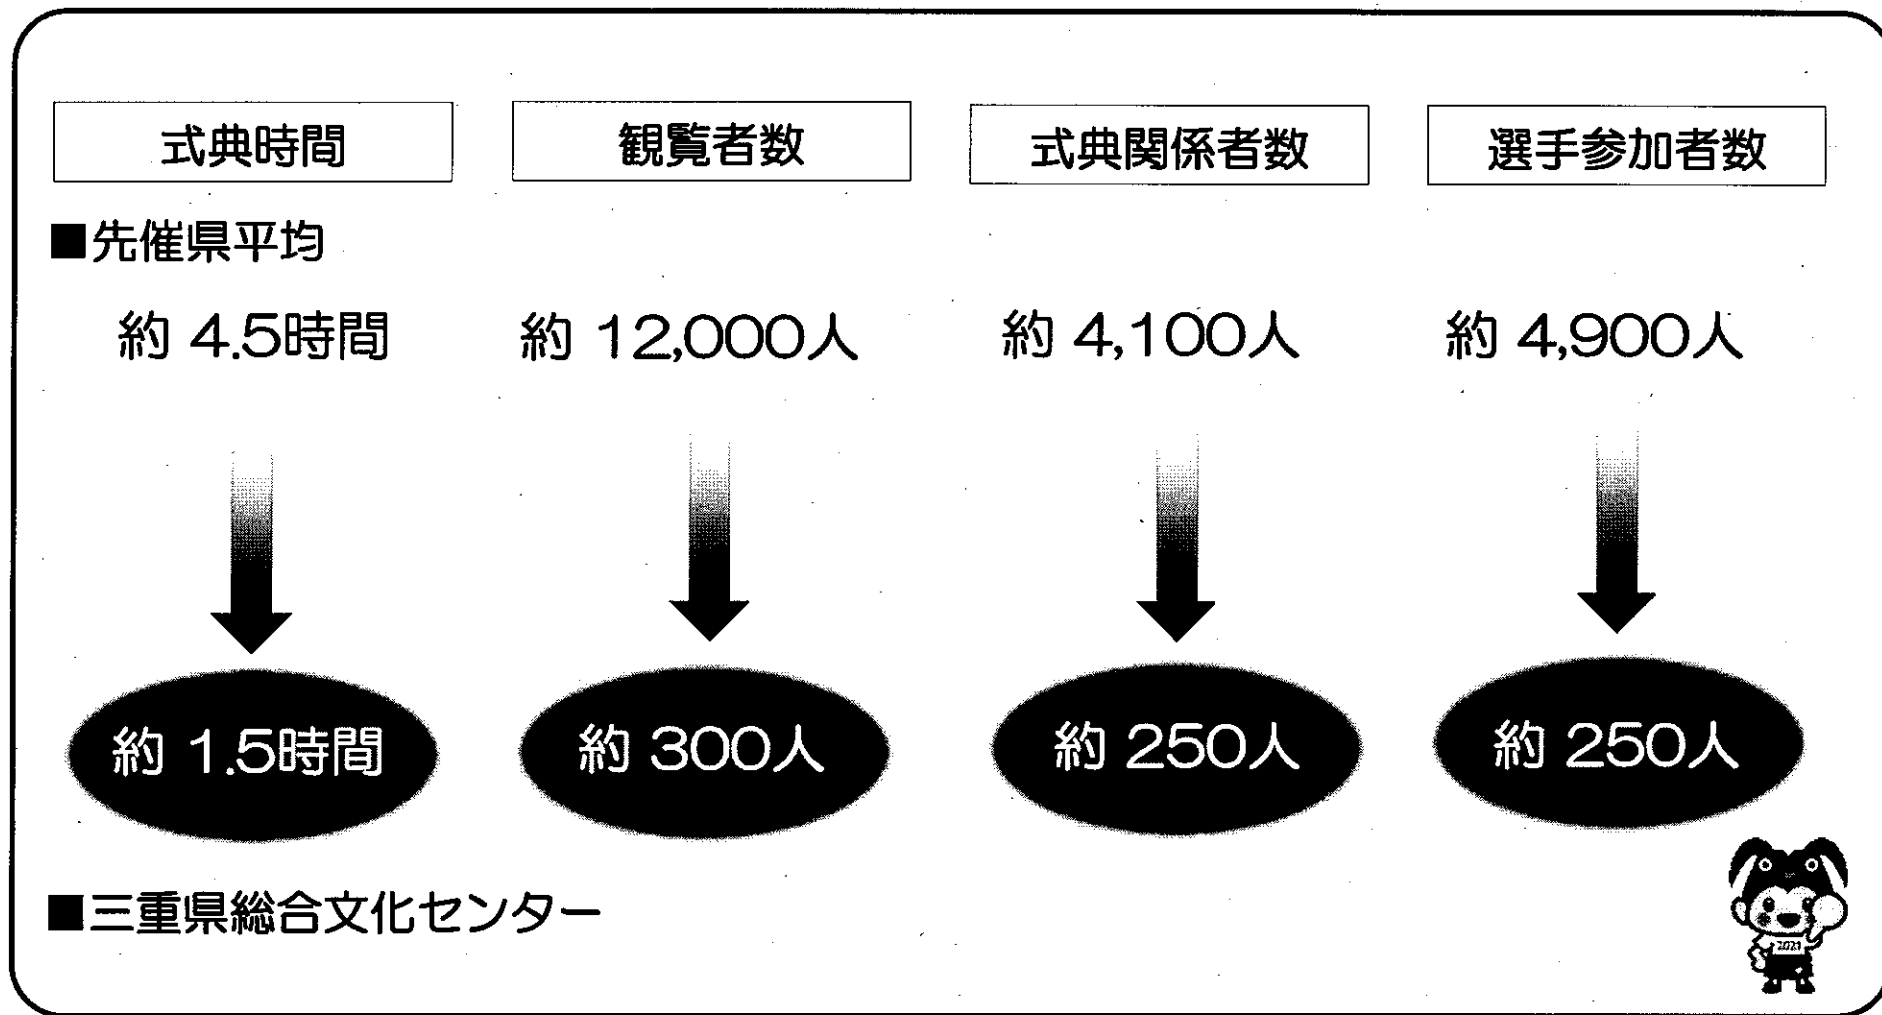 式典時間 観覧者数 式典関係者数 選手参加者数
■先催県平均
約 4.5時間 約 12,000人 約 4,100人 約 4,900人
約 1.5時間 約 300人 約 250人 約 250人
■三重県総合文化センター
2021